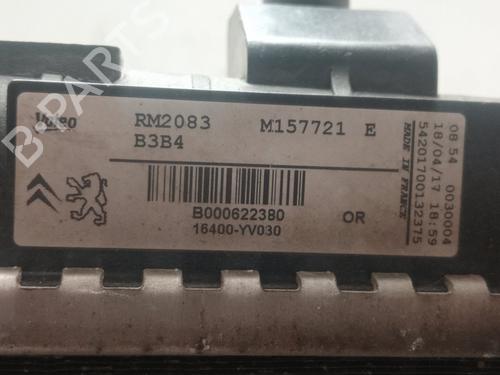 B PARTS
Valeo
RM2083 M157721 E
B3B4
B000622380 OR
16400-YV030
08 54 0030004
18/04/17 18:59
54201700132375
MADE IN FRANCE